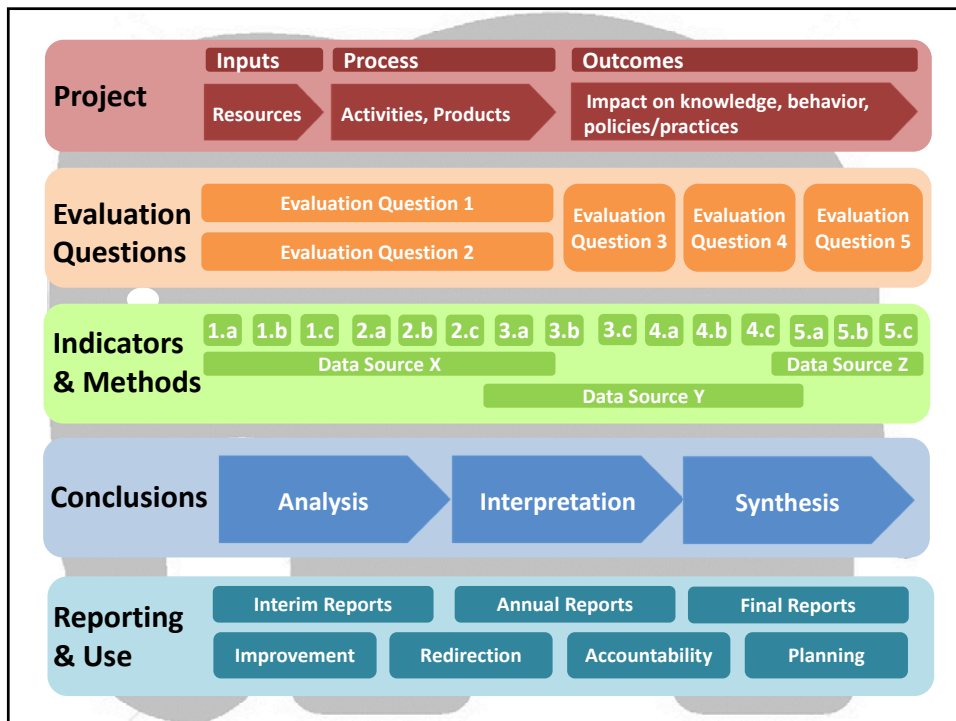 Project
Inputs
Process
Outcomes
Resources
Activities, Products
Impact on knowledge, behavior,
policies/practices
Evaluation
Questions
Evaluation Question 1
Evaluation Question 2
Evaluation
Question 3
Evaluation
Question 4
Evaluation
Question 5
Indicators
& Methods
1.a 1.b 1.c 2.a 2.b 2.c 3.a 3.b 3.c 4.a 4.b 4.c 5.a 5.b 5.c
Data Source X
Data Source Z
Data Source Y
Conclusions
Analysis
Interpretation
Synthesis
Reporting
& Use
Interim Reports
Annual Reports
Final Reports
Improvement
Redirection
Accountability
Planning